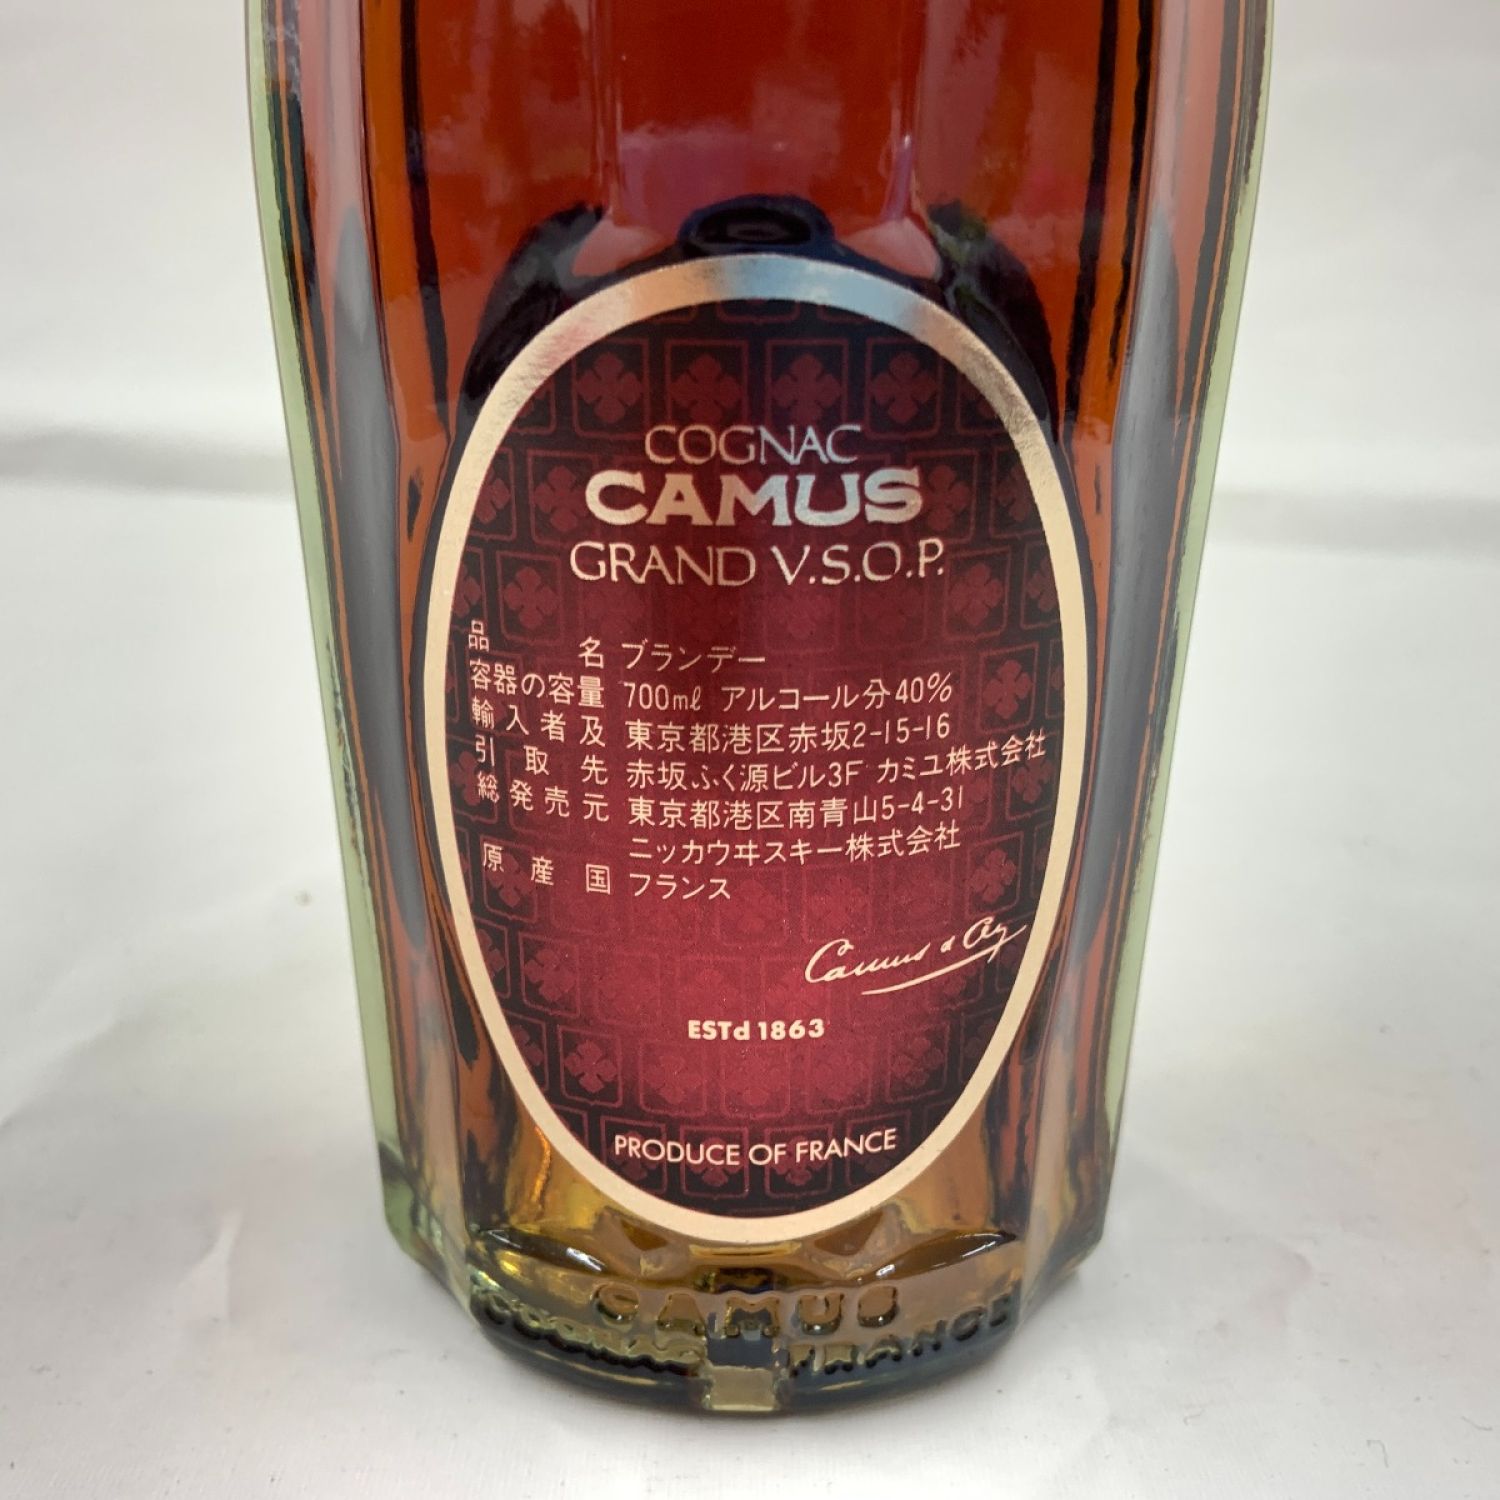 COGNAC
CAMUS
GRAND V.S.O.P.
品名 ブランデー
容器の容量 700ml アルコール分40%
輸入者及 東京都港区赤坂2-15-16
引取先 赤坂ふく源ビル3F カミユ株式会社
総発売元 東京都港区南青山5-4-31
ニッカウヰスキー株式会社
原産国 フランス
Camus & Cie
ESTd 1863
PRODUCE OF FRANCE
CAMUS
COGNAC FRANCE